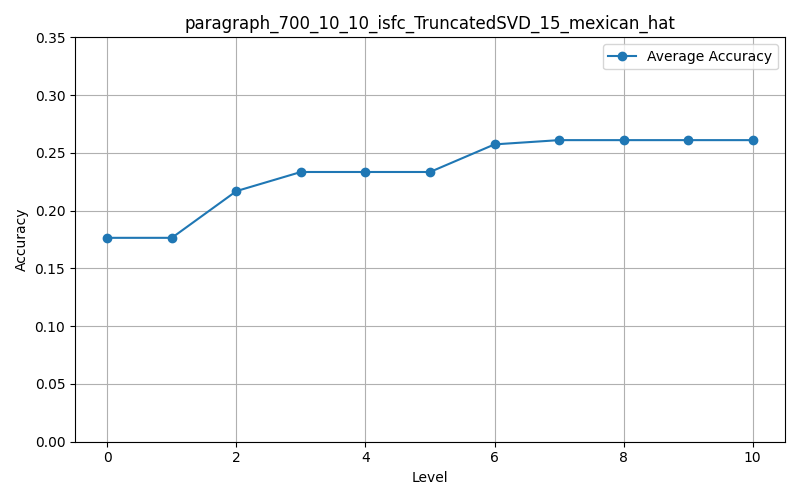 paragraph_700_10_10_isfc_TruncatedSVD_15_mexican_hat
Average Accuracy
0.35
0.30
0.25
0.20
0.15
0.10
0.05
0.00
Accuracy
0 2 4 6 8 10
Level